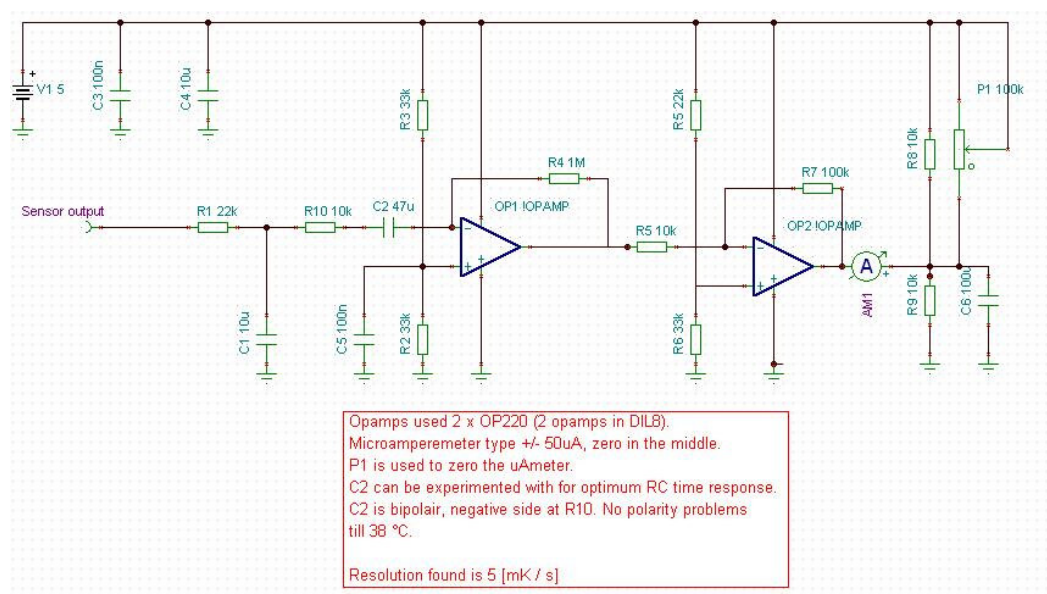 V1 5
C3 100n
C4 10u
R3 33k
R5 22k
P1 100k
R8 10k
R4 1M
R7 100k
Sensor output
R1 22k
R10 10k
C2 47u
OP1 !OPAMP
OP2 !OPAMP
R5 10k
A
AM1
C1 10u
C5 100n
R2 33k
R6 33k
R9 10k
C6 100u
Opamps used 2 x OP220 (2 opamps in DIL8).
Microamperemeter type +/- 50uA, zero in the middle.
P1 is used to zero the uAmeter.
C2 can be experimented with for optimum RC time response.
C2 is bipolair, negative side at R10. No polarity problems
till 38 °C.
Resolution found is 5 [mK / s]